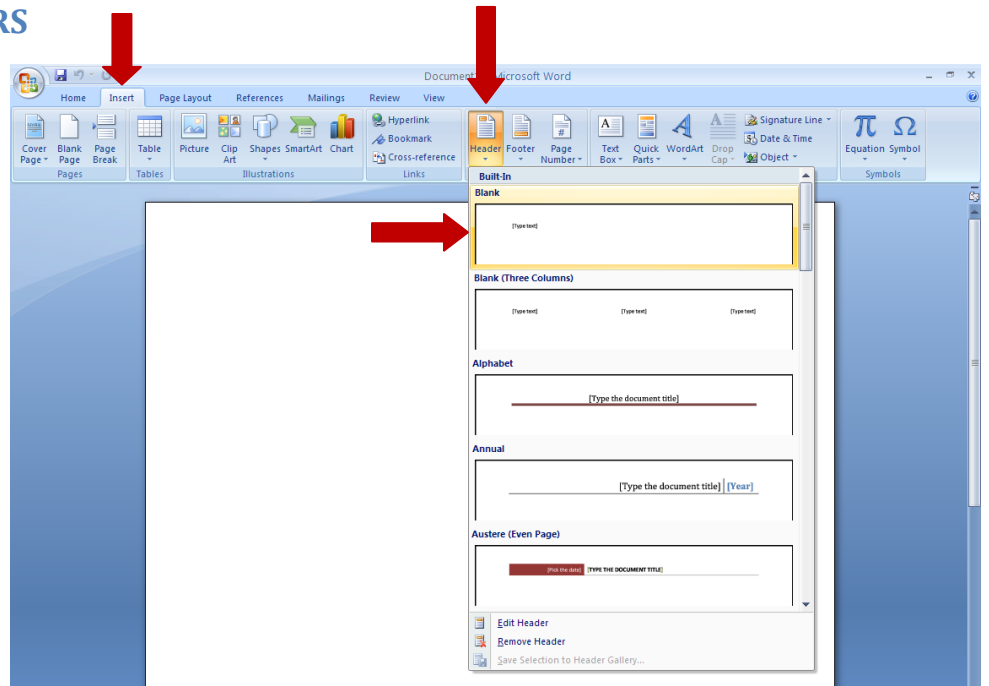 RS
Document Microsoft Word
Home Insert Page Layout References Mailings Review View
Cover Page Blank Page Page Break Table Picture Clip Art Shapes SmartArt Chart Hyperlink Bookmark Cross-reference Header Footer Page Number Text Box Quick Parts WordArt Drop Cap Signature Line Date & Time Object Equation Symbol
Pages Tables Illustrations Links Symbols
Built-In
Blank
[Type text]
Blank (Three Columns)
[Type text] [Type text] [Type text]
Alphabet
[Type the document title]
Annual
[Type the document title] [Year]
Austere (Even Page)
[Pick the date] [TYPE THE DOCUMENT TITLE]
Edit Header
Remove Header
Save Selection to Header Gallery...